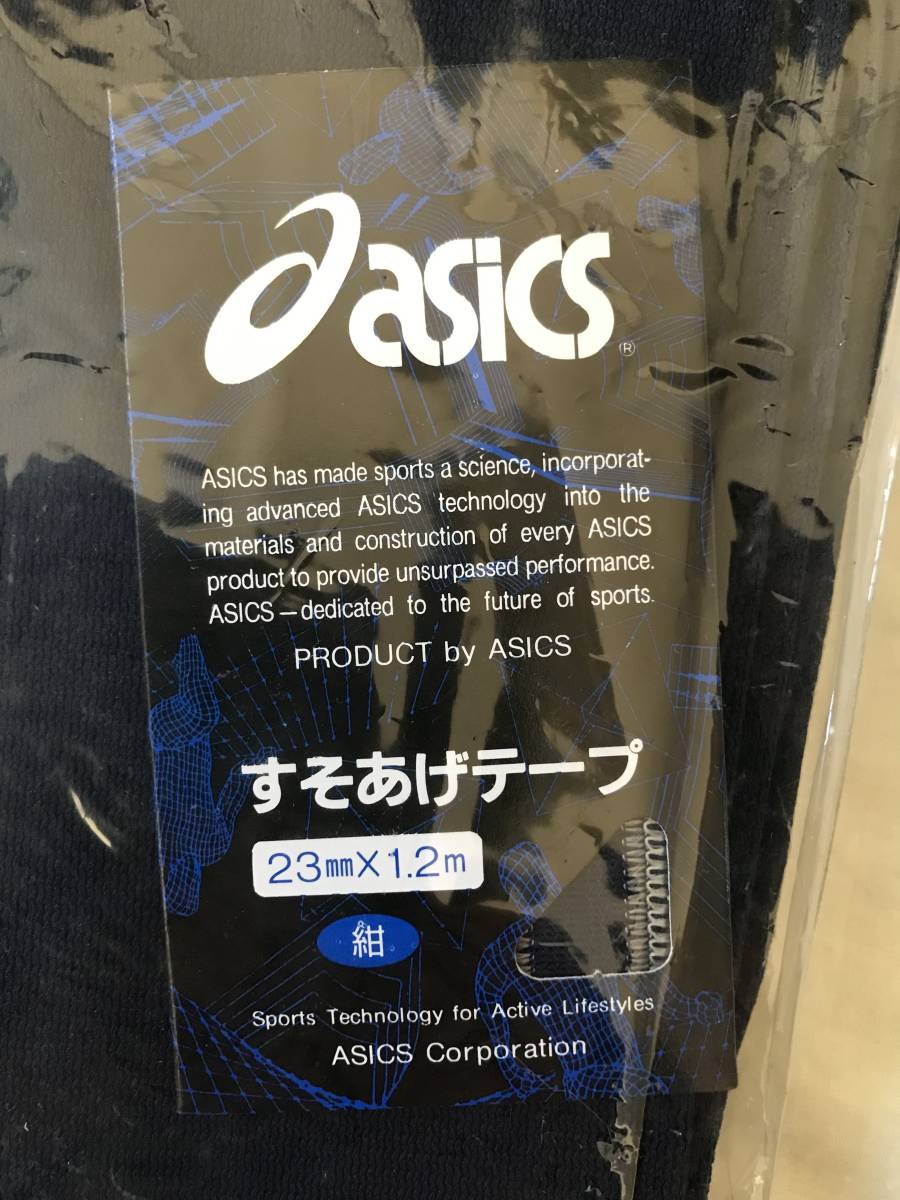 asics
®
ASICS has made sports a science, incorporat-
ing advanced ASICS technology into the
materials and construction of every ASICS
product to provide unsurpassed performance.
ASICS—dedicated to the future of sports.
PRODUCT by ASICS
すそあげテープ
23mm×1.2m
紺
Sports Technology for Active Lifestyles
ASICS Corporation